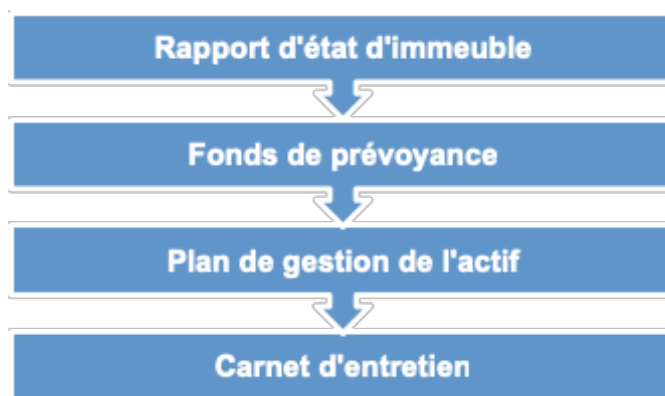 Rapport d'état d'immeuble
Fonds de prévoyance
Plan de gestion de l'actif
Carnet d'entretien